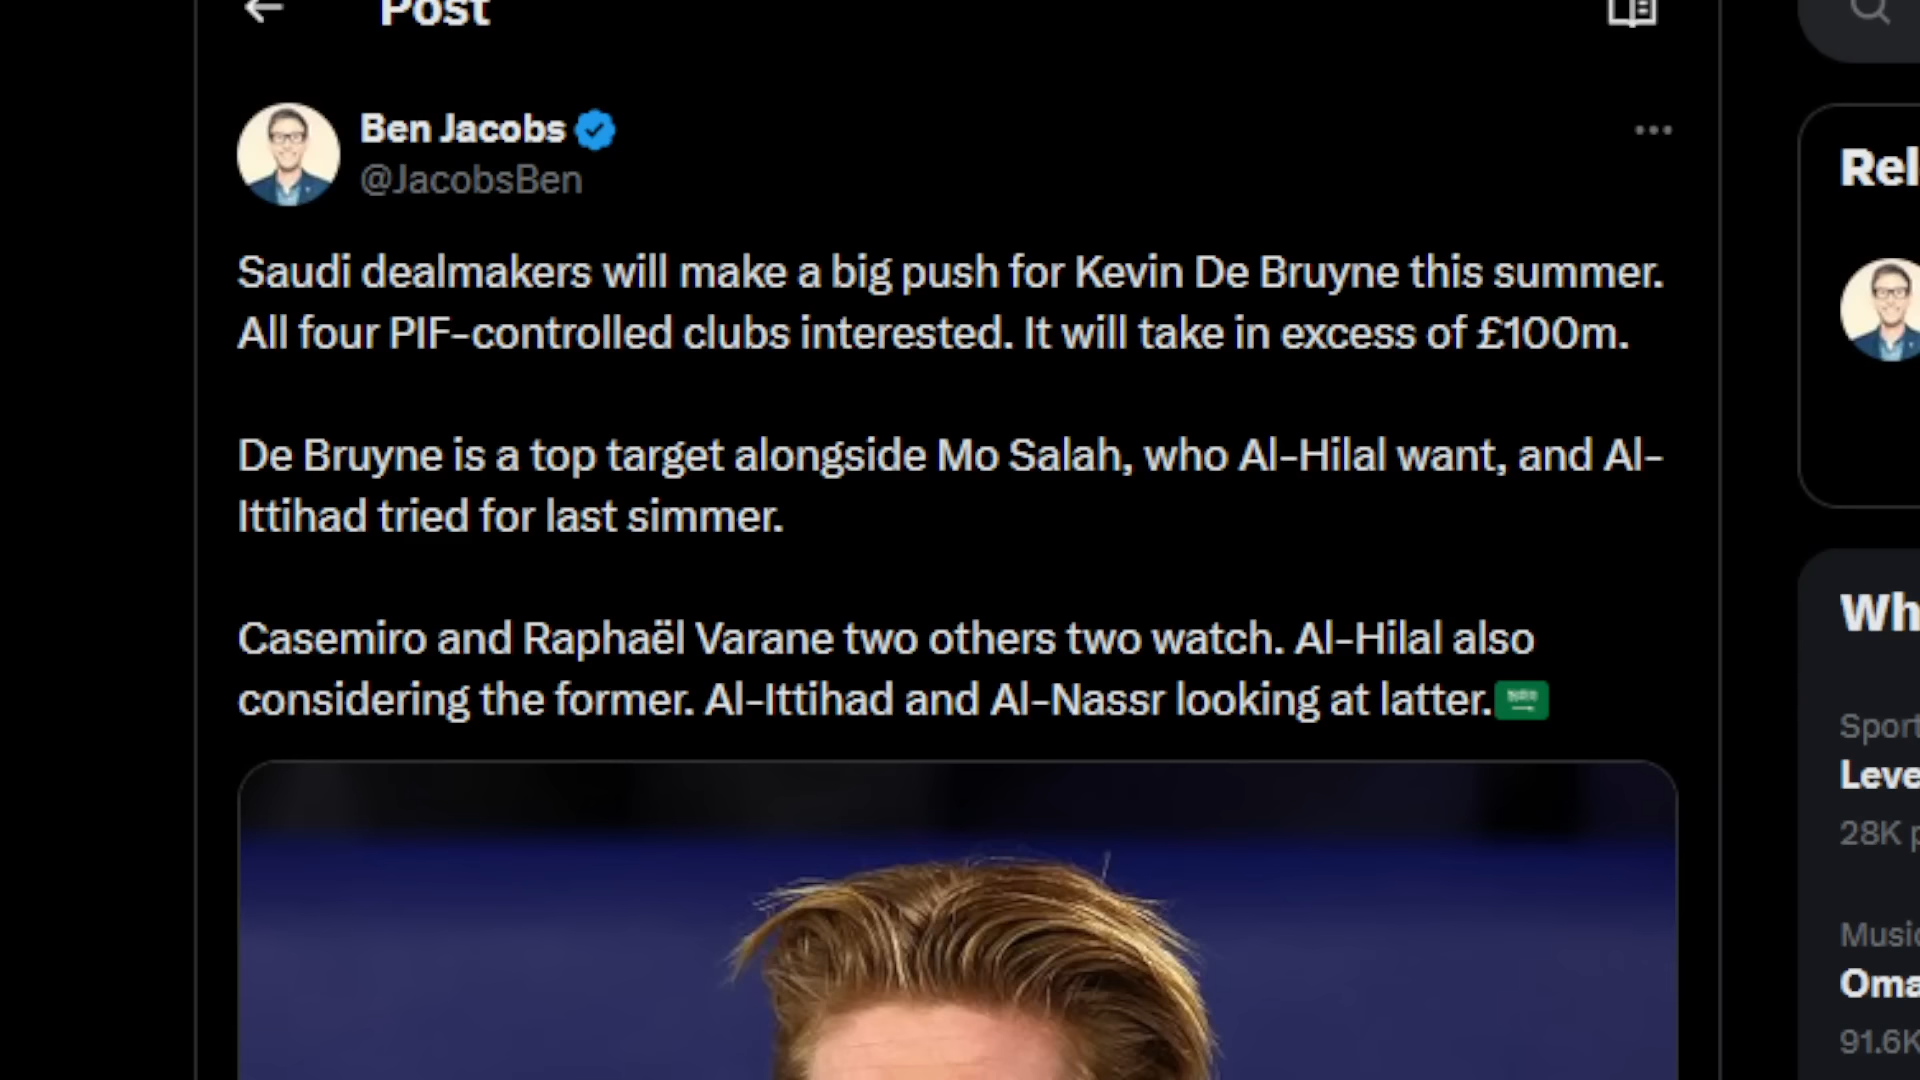 Post
Ben Jacobs
@JacobsBen
Saudi dealmakers will make a big push for Kevin De Bruyne this summer.
All four PIF-controlled clubs interested. It will take in excess of £100m.
De Bruyne is a top target alongside Mo Salah, who Al-Hilal want, and Al-
Ittihad tried for last simmer.
Casemiro and Raphaël Varane two others two watch. Al-Hilal also
considering the former. Al-Ittihad and Al-Nassr looking at latter.
Rel
Wh
Sport
Leve
28K p
Music
Oma
91.6K